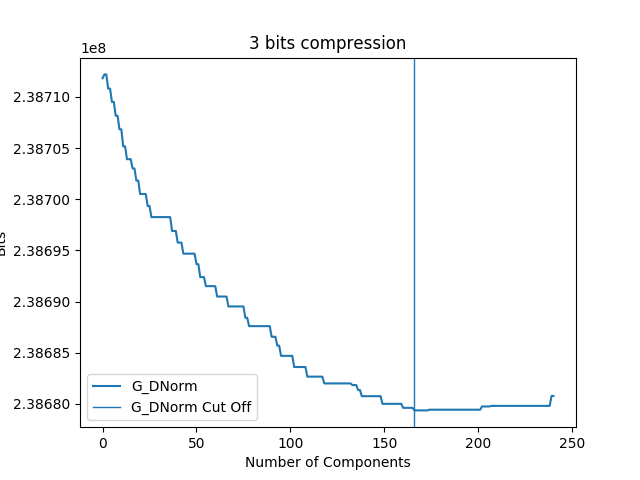 3 bits compression
1e8
2.38710
2.38705
2.38700
2.38695
2.38690
2.38685
2.38680
Bits
G_DNorm
G_DNorm Cut Off
0 50 100 150 200 250
Number of Components